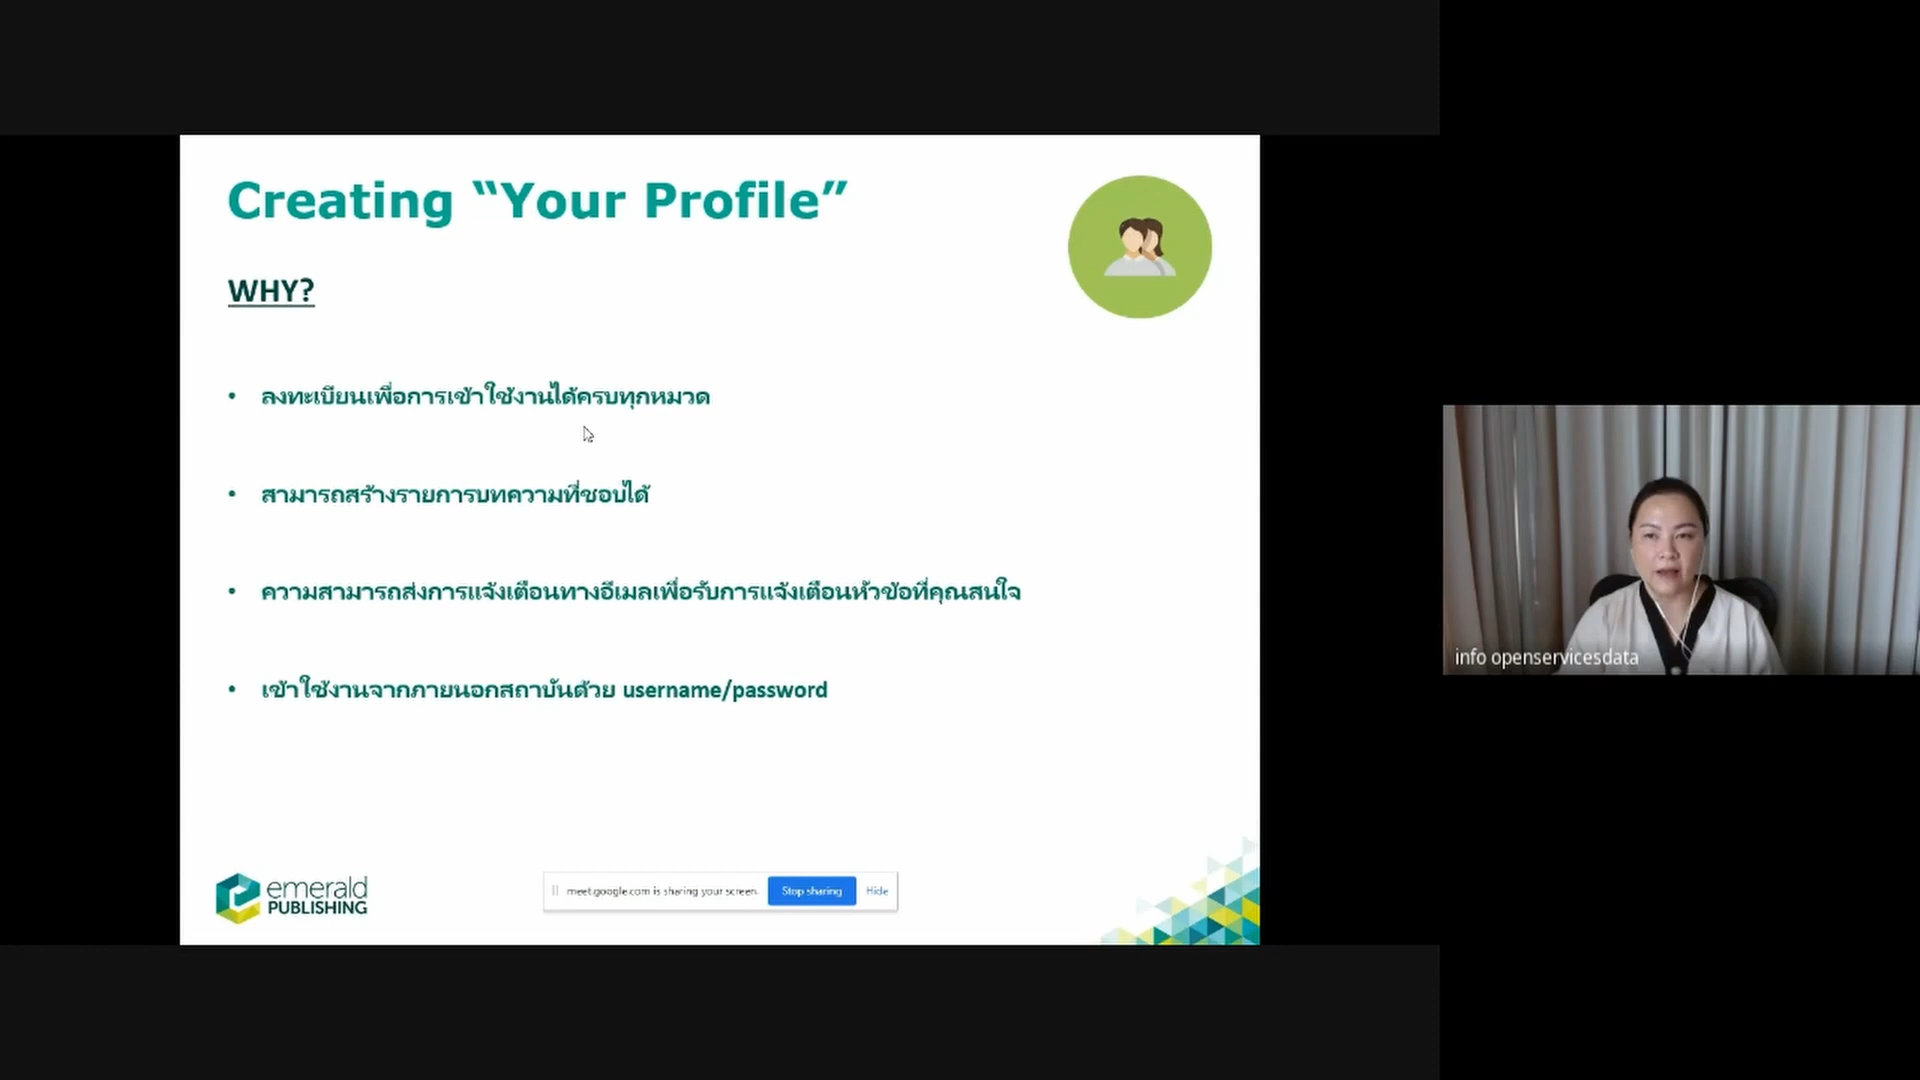 Creating “Your Profile”
WHY?
• ลงทะเบียนเพื่อการเข้าใช้งานได้ครบทุกหมวด
• สามารถสร้างรายการบทความที่ชอบได้
• ความสามารถส่งการแจ้งเตือนทางอีเมลเพื่อรับการแจ้งเตือนหัวข้อที่คุณสนใจ
• เข้าใช้งานจากภายนอกสถาบันด้วย username/password
info openservicesdata
emerald
PUBLISHING
meet.google.com is sharing your screen. Stop sharing Hide